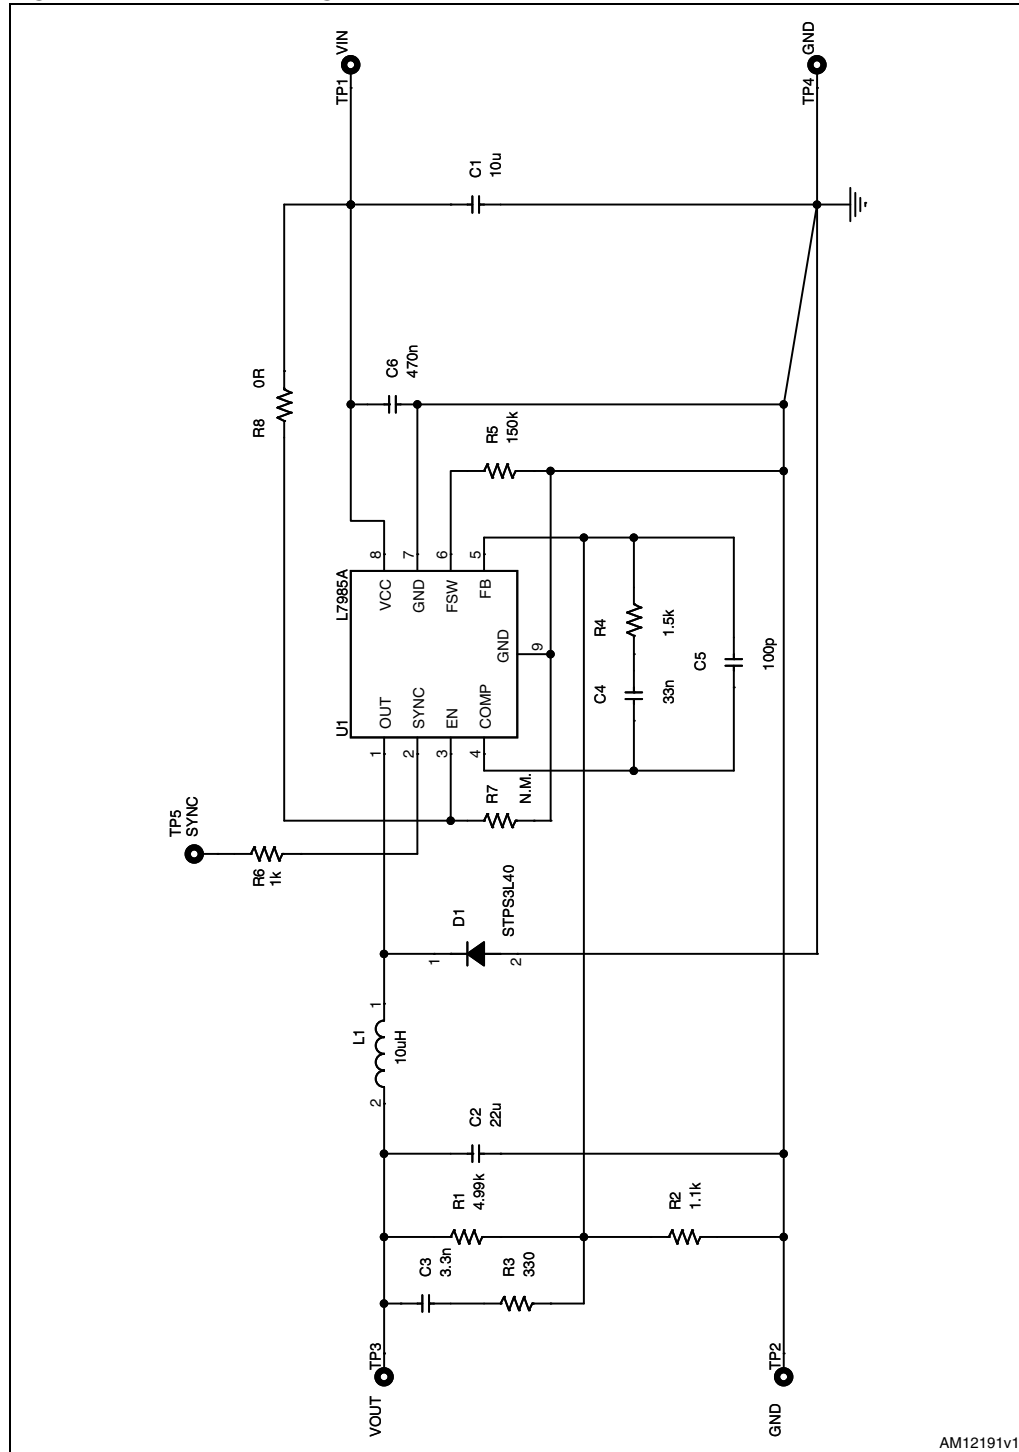 VIN
TP1
GND
TP4
C1
10u
R8
0R
C6
470n
R5
150k
L7985A
U1
8
7
6
5
VCC
GND
FSW
FB
GND
9
OUT
SYNC
EN
COMP
1
2
3
4
R4
1.5k
C4
33n
C5
100p
R7
N.M.
TP5
SYNC
R6
1k
D1
STPS3L40
1
2
L1
10uH
1
2
C2
22u
R1
4.99k
R2
1.1k
C3
3.3n
R3
330
TP3
VOUT
TP2
GND
AM12191v1